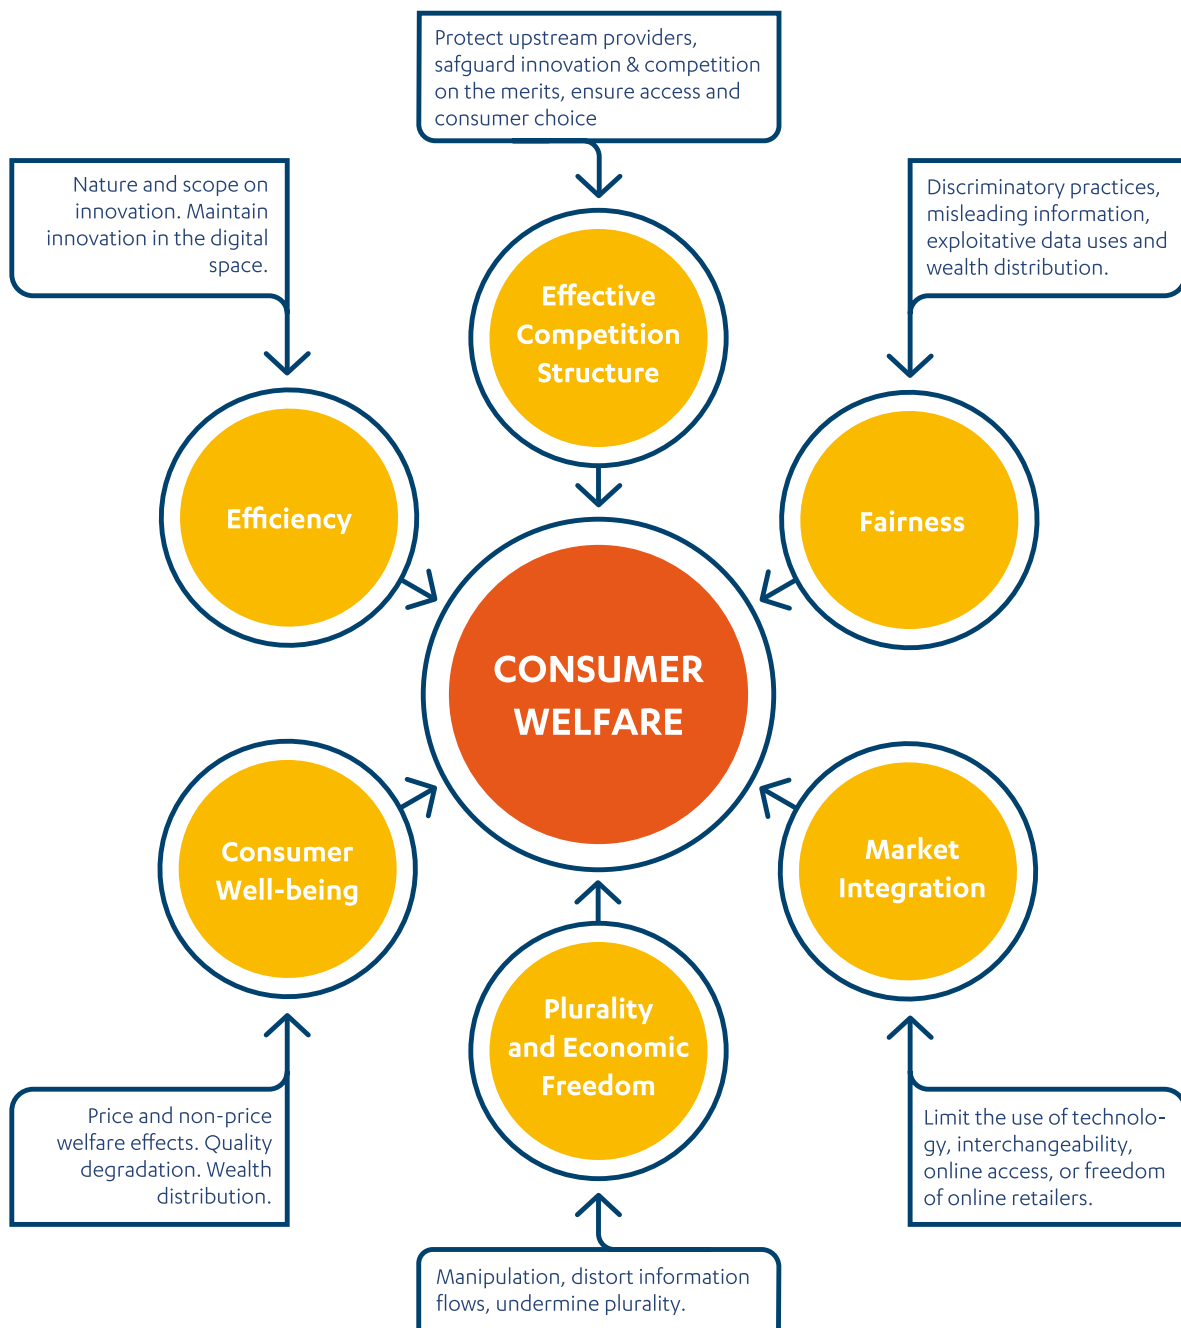 Protect upstream providers,
safguard innovation & competition
on the merits, ensure access and
consumer choice
Nature and scope on
innovation. Maintain
innovation in the digital
space.
Discriminatory practices,
misleading information,
exploitative data uses and
wealth distribution.
Effective
Competition
Structure
Efficiency
Fairness
CONSUMER
WELFARE
Consumer
Well-being
Market
Integration
Plurality
and Economic
Freedom
Price and non-price
welfare effects. Quality
degradation. Wealth
distribution.
Limit the use of technolo-
gy, interchangeability,
online access, or freedom
of online retailers.
Manipulation, distort information
flows, undermine plurality.